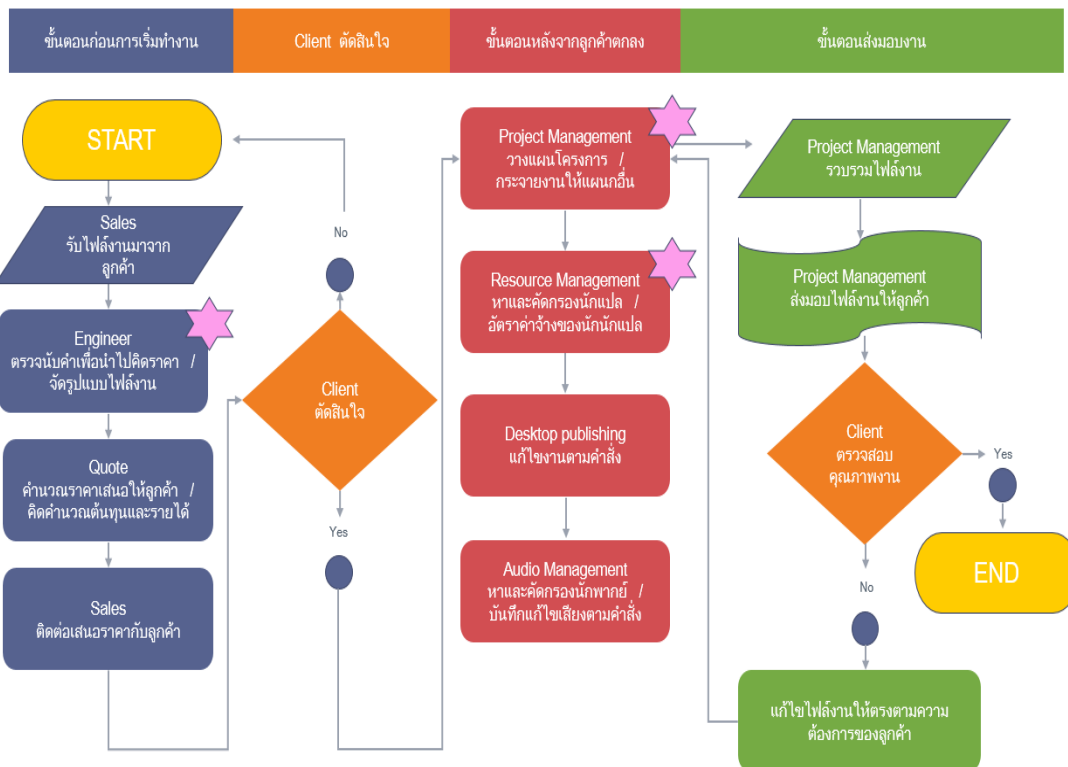 ขั้นตอนก่อนการเริ่มทำงาน
Client ตัดสินใจ
ขั้นตอนหลังจากลูกค้าตกลง
ขั้นตอนส่งมอบงาน
START
Sales
รับไฟล์งานมาจาก
ลูกค้า
Engineer
ตรวจนับคำเพื่อนำไปคิดราคา /
จัดรูปแบบไฟล์งาน
Quote
คำนวณราคาเสนอให้ลูกค้า /
คิดคำนวณต้นทุนและรายได้
Sales
ติดต่อเสนอราคากับลูกค้า
No
Client
ตัดสินใจ
Yes
Project Management
วางแผนโครงการ /
กระจายงานให้แผนกอื่น
Resource Management
หาและคัดกรองนักแปล /
อัตราค่าจ้างของนักนักแปล
Desktop publishing
แก้ไขงานตามคำสั่ง
Audio Management
หาและคัดกรองนักพากย์ /
บันทึกแก้ไขเสียงตามคำสั่ง
Project Management
รวบรวมไฟล์งาน
Project Management
ส่งมอบไฟล์งานให้ลูกค้า
Client
ตรวจสอบ
คุณภาพงาน
Yes
END
No
แก้ไขไฟล์งานให้ตรงตามความ
ต้องการของลูกค้า